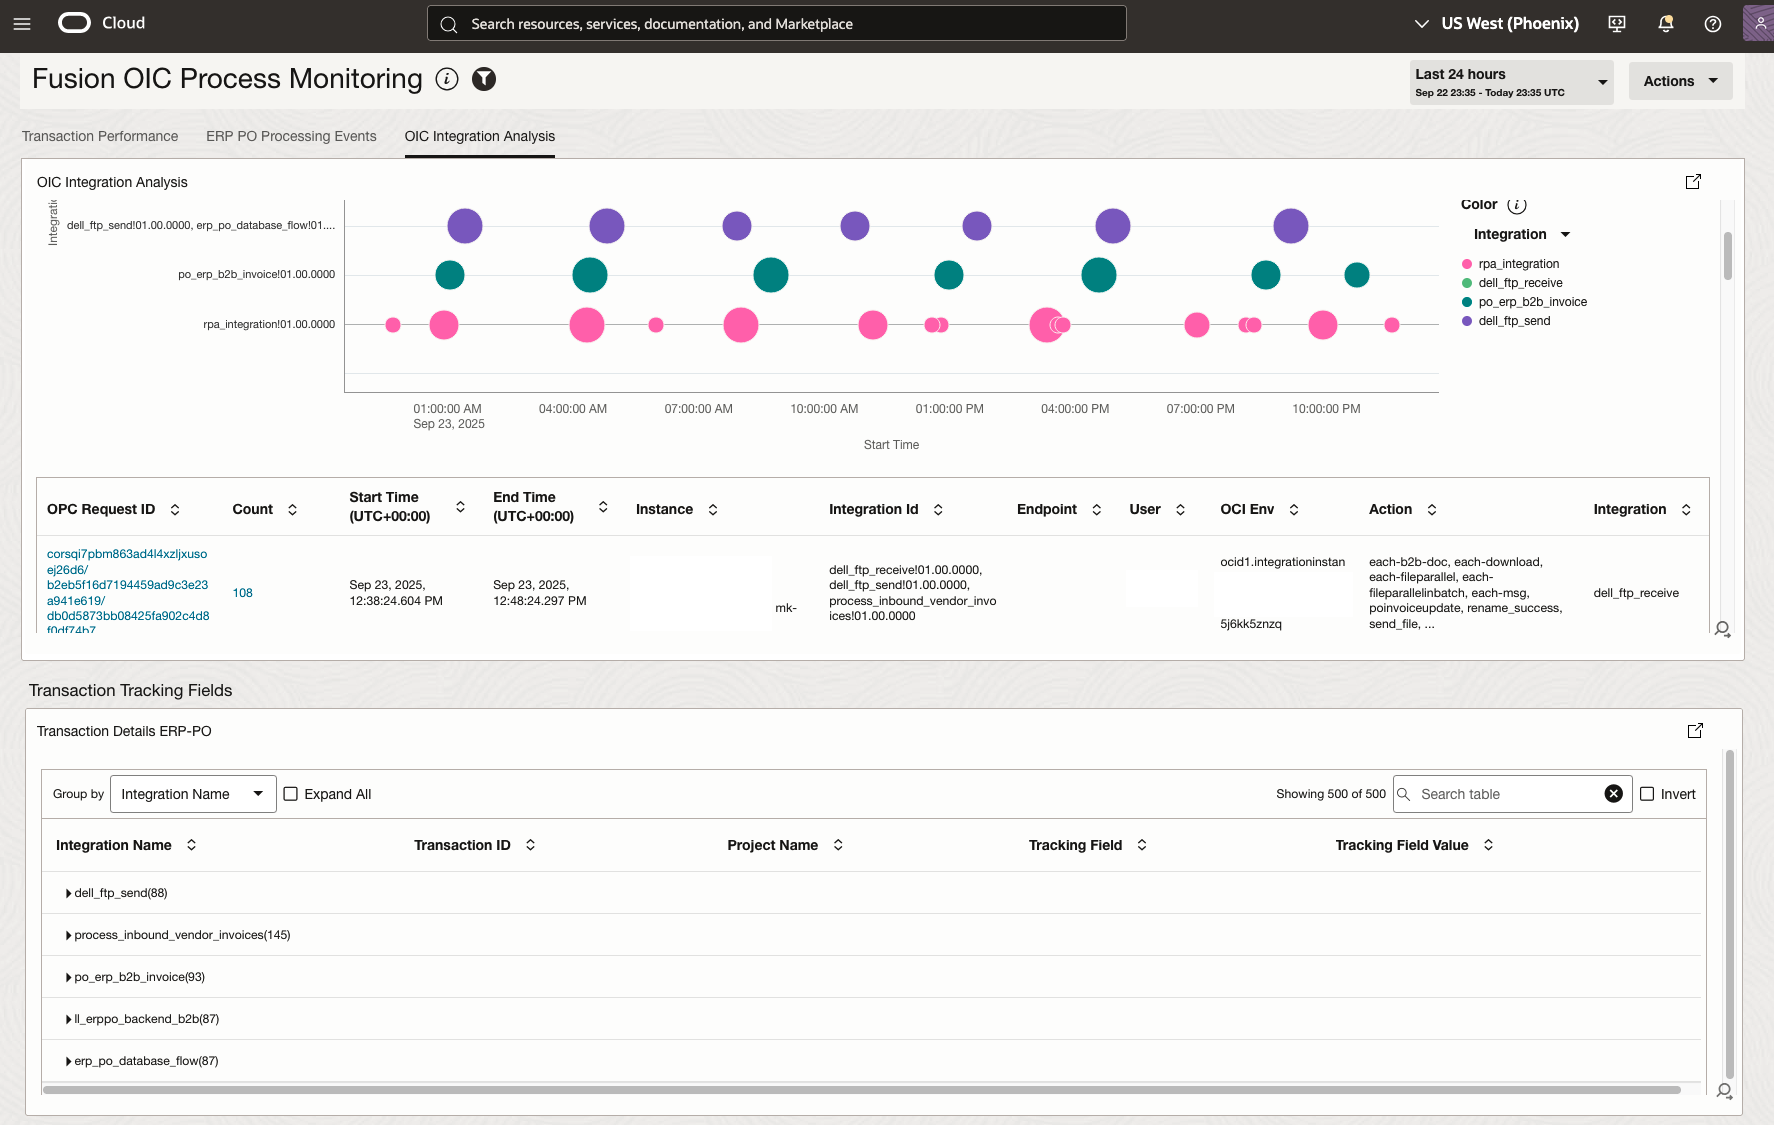 Cloud
Search resources, services, documentation, and Marketplace
US West (Phoenix)
Fusion OIC Process Monitoring
Last 24 hours
Sep 22 23:35 - Today 23:35 UTC
Actions
Transaction Performance
ERP PO Processing Events
OIC Integration Analysis
OIC Integration Analysis
dell_ftp_send!01.00.0000, erp_po_database_flow!01....
po_erp_b2b_invoice!01.00.0000
rpa_integration!01.00.0000
01:00:00 AM
Sep 23, 2025
04:00:00 AM
07:00:00 AM
10:00:00 AM
01:00:00 PM
04:00:00 PM
07:00:00 PM
10:00:00 PM
Start Time
Color
Integration
rpa_integration
dell_ftp_receive
po_erp_b2b_invoice
dell_ftp_send
OPC Request ID
Count
Start Time
(UTC+00:00)
End Time
(UTC+00:00)
Instance
Integration Id
Endpoint
User
OCI Env
Action
Integration
corsqi7pbm863ad4l4xzljxuso
ej26d6/
b2eb5f16d7194459ad9c3e23
a941e619/
db0d5873bb08425fa902c4d8
f0df74b7
108
Sep 23, 2025,
12:38:24.604 PM
Sep 23, 2025,
12:48:24.297 PM
mk-
dell_ftp_receive!01.00.0000,
dell_ftp_send!01.00.0000,
process_inbound_vendor_invo
ices!01.00.0000
ocid1.integrationinstan
5j6kk5znzq
each-b2b-doc, each-download,
each-fileparallel, each-
fileparallelinbatch, each-msg,
poinvoiceupdate, rename_success,
send_file, ...
dell_ftp_receive
Transaction Tracking Fields
Transaction Details ERP-PO
Group by
Integration Name
Expand All
Showing 500 of 500
Search table
Invert
Integration Name
Transaction ID
Project Name
Tracking Field
Tracking Field Value
dell_ftp_send(88)
process_inbound_vendor_invoices(145)
po_erp_b2b_invoice(93)
ll_erppo_backend_b2b(87)
erp_po_database_flow(87)